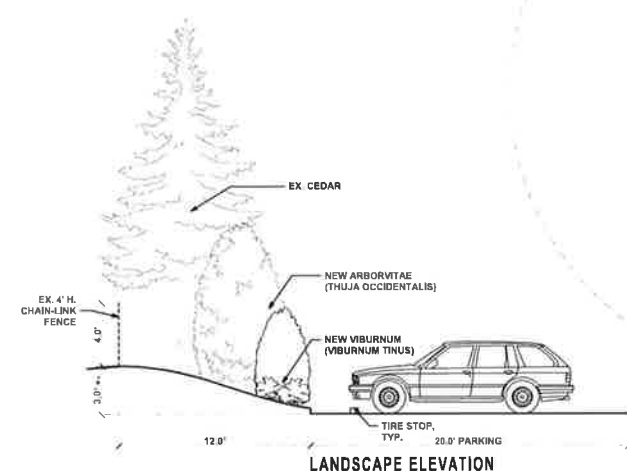 EX. CEDAR
NEW ARBORVITAE
(THUJA OCCIDENTALIS)
EX. 4' H.
CHAIN-LINK
FENCE
4.0'
NEW VIBURNUM
(VIBURNUM TINUS)
3.0' ±
TIRE STOP,
TYP.
12.0'
20.0' PARKING
LANDSCAPE ELEVATION